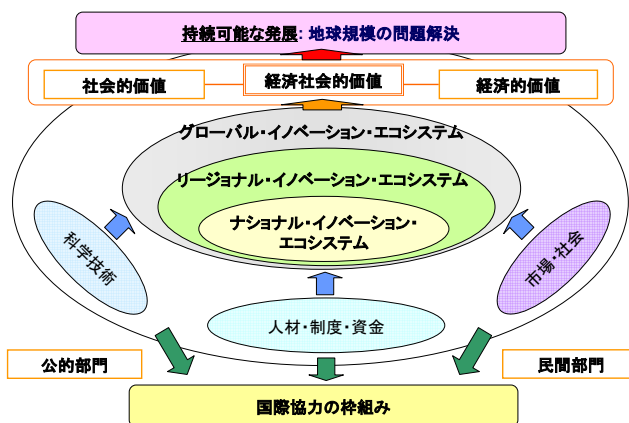 持続可能な発展: 地球規模の問題解決
社会的価値
経済社会的価値
経済的価値
グローバル・イノベーション・エコシステム
リージョナル・イノベーション・エコシステム
ナショナル・イノベーション・
エコシステム
科学技術
市場・社会
人材・制度・資金
公的部門
民間部門
国際協力の枠組み